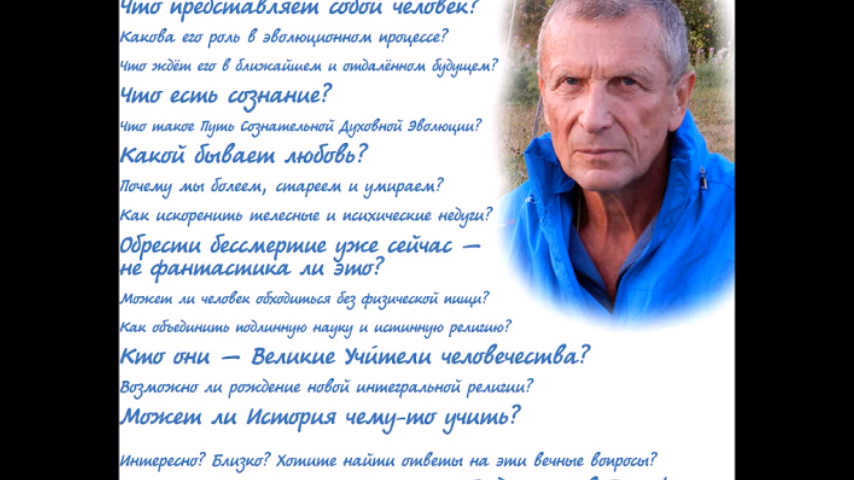 Что представляет собой человек?
Какова его роль в эволюционном процессе?
Что ждёт его в ближайшем и отдалённом будущем?
Что есть сознание?
Что такое Путь Сознательной Духовной Эволюции?
Какой бывает любовь?
Почему мы болеем, стареем и умираем?
Как искоренить телесные и психические недуги?
Обрести бессмертие уже сейчас —
не фантастика ли это?
Может ли человек обходиться без физической пищи?
Как объединить подлинную науку и истинную религию?
Кто они — Великие Учи́тели человечества?
Возможно ли рождение новой интегральной религии?
Может ли История чему-то учить?
Интересно? Близко? Хотите найти ответы на эти вечные вопросы?